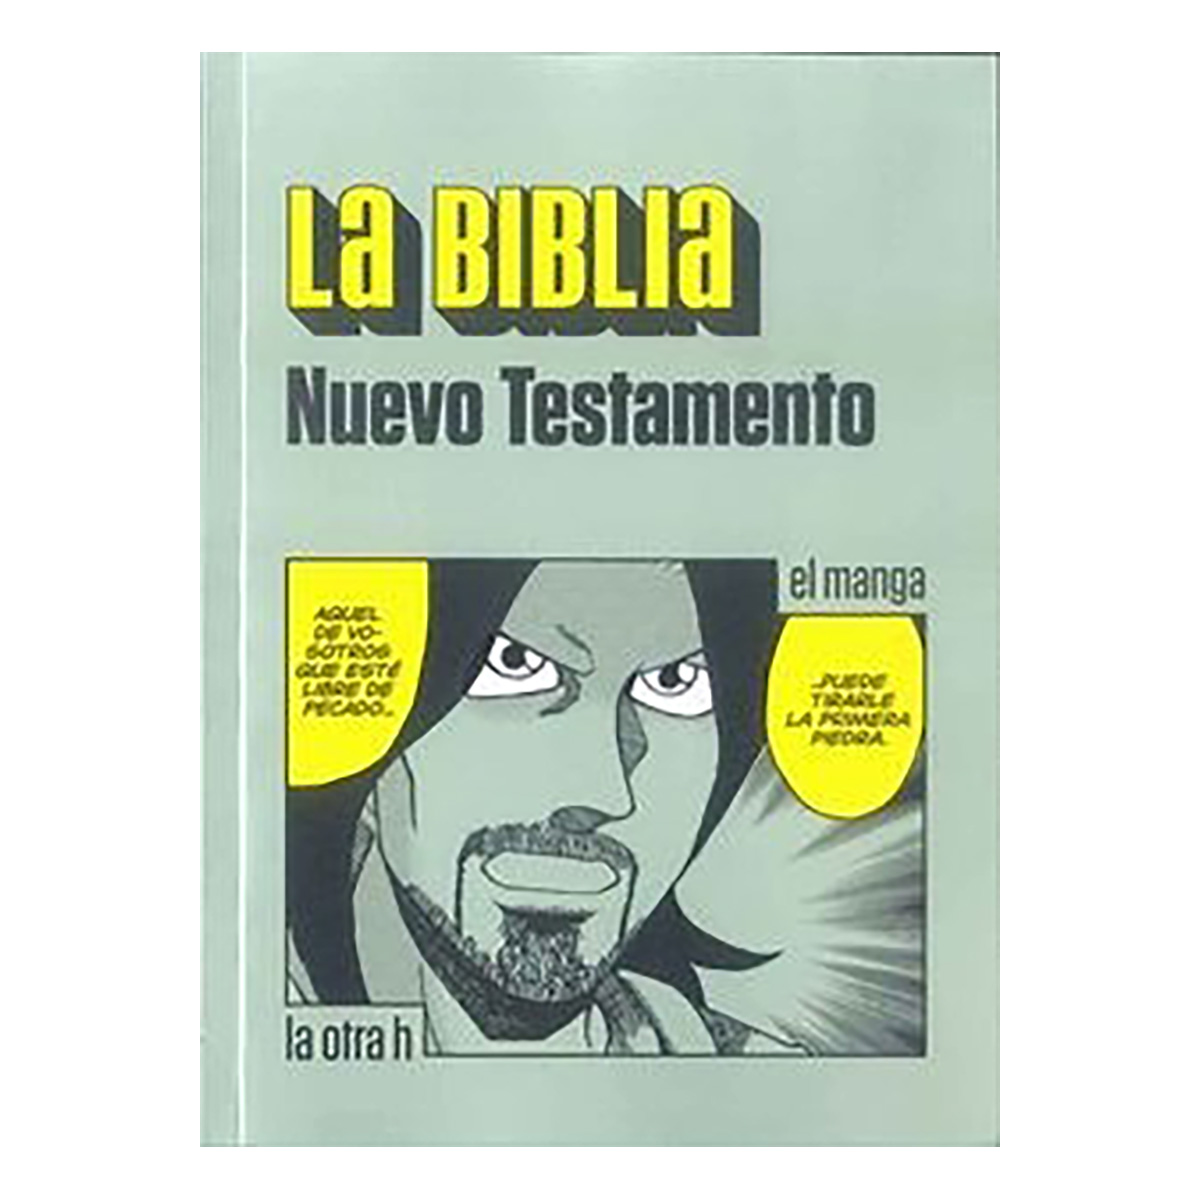 La BIBLIa
Nuevo Testamento
el manga
AQUEL
DE VO-
SOTROS
QUE ESTÉ
LIBRE DE
PECADO...
...PUEDE
TIRARLE
LA PRIMERA
PIEDRA.
la otra h